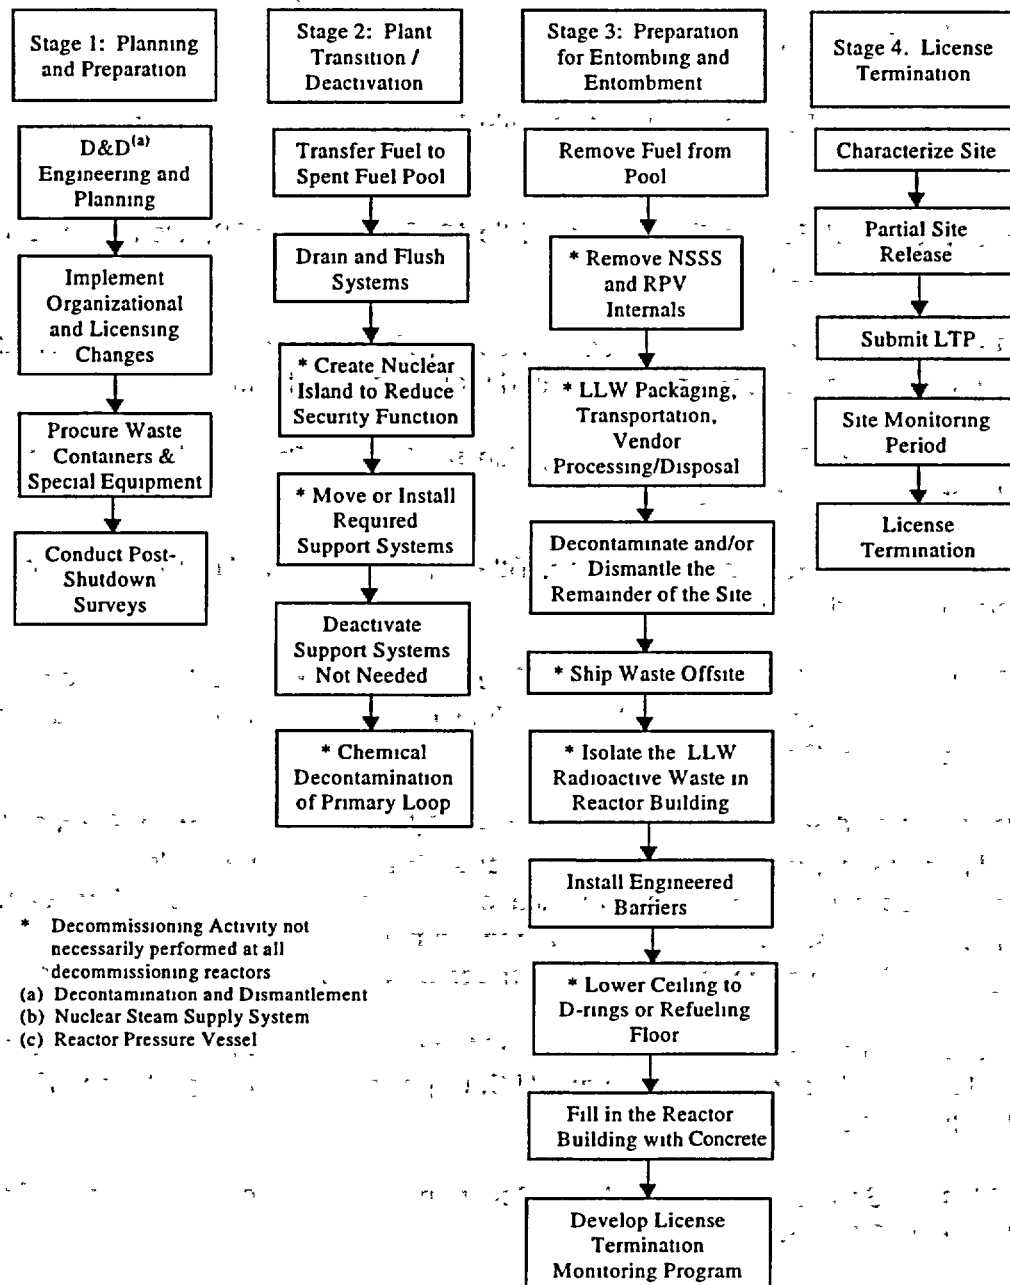 Stage 1: Planning
and Preparation
D&D(a)
Engineering and
Planning
Implement
Organizational
and Licensing
Changes
Procure Waste
Containers &
Special Equipment
Conduct Post-
Shutdown
Surveys
Stage 2: Plant
Transition /
Deactivation
Transfer Fuel to
Spent Fuel Pool
Drain and Flush
Systems
* Create Nuclear
Island to Reduce
Security Function
* Move or Install
Required
Support Systems
Deactivate
Support Systems
Not Needed
* Chemical
Decontamination
of Primary Loop
Stage 3: Preparation
for Entombing and
Entombment
Remove Fuel from
Pool
* Remove NSSS
and RPV
Internals
* LLW Packaging,
Transportation,
Vendor
Processing/Disposal
Decontaminate and/or
Dismantle the
Remainder of the Site
* Ship Waste Offsite
* Isolate the LLW
Radioactive Waste in
Reactor Building
Install Engineered
Barriers
* Lower Ceiling to
D-rings or Refueling
Floor
Fill in the Reactor
Building with Concrete
Develop License
Termination
Monitoring Program
Stage 4. License
Termination
Characterize Site
Partial Site
Release
Submit LTP
Site Monitoring
Period
License
Termination
* Decommissioning Activity not
necessarily performed at all
decommissioning reactors
(a) Decontamination and Dismantlement
(b) Nuclear Steam Supply System
(c) Reactor Pressure Vessel